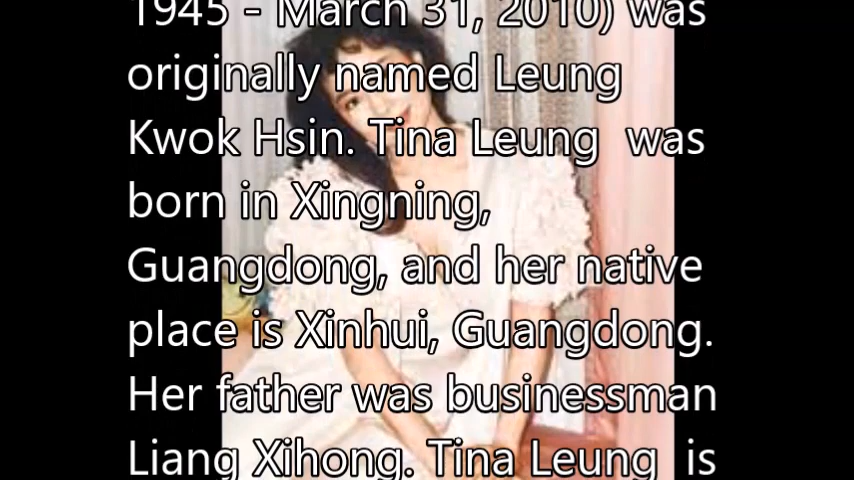 1945 - March 31, 2010) was
originally named Leung
Kwok Hsin. Tina Leung was
born in Xingning,
Guangdong, and her native
place is Xinhui, Guangdong.
Her father was businessman
Liang Xihong. Tina Leung is